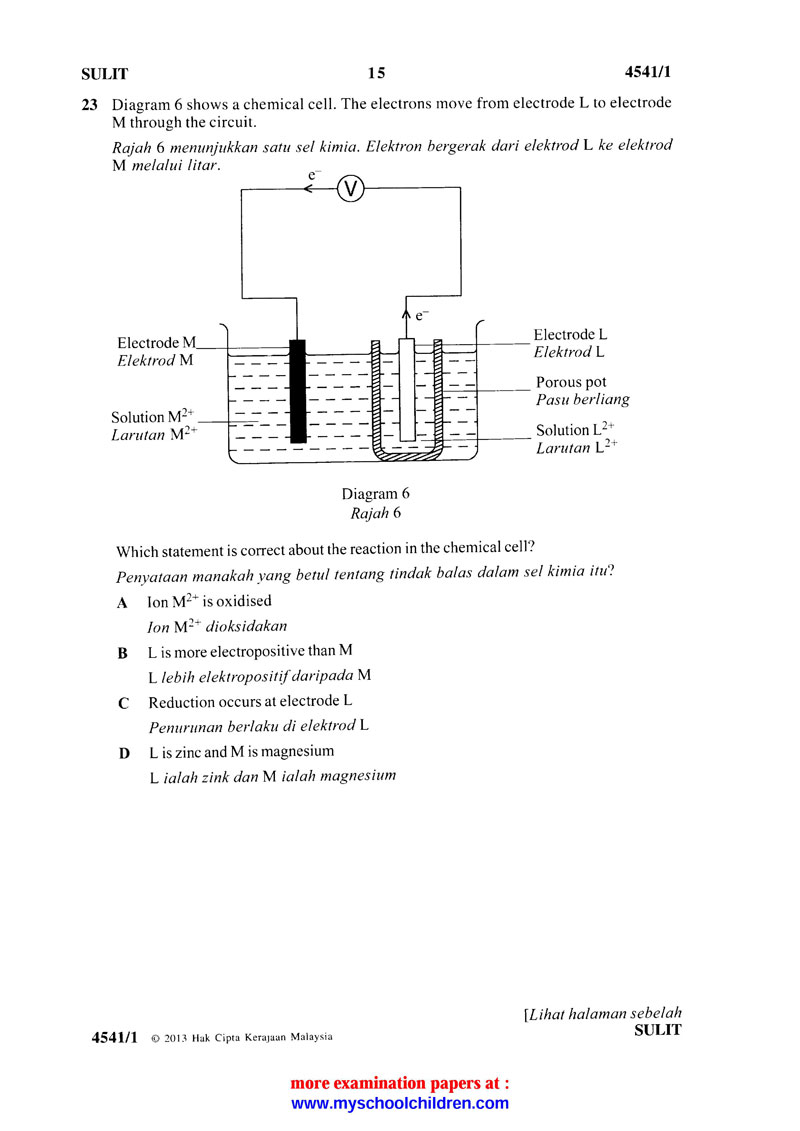 SULIT 15 4541/1
23 Diagram 6 shows a chemical cell. The electrons move from electrode L to electrode
M through the circuit.
Rajah 6 menunjukkan satu sel kimia. Elektron bergerak dari elektrod L ke elektrod
M melalui litar.
e⁻
V
e⁻
Electrode M
Elektrod M
Solution M²⁺
Larutan M²⁺
Electrode L
Elektrod L
Porous pot
Pasu berliang
Solution L²⁺
Larutan L²⁺
Diagram 6
Rajah 6
Which statement is correct about the reaction in the chemical cell?
Penyataan manakah yang betul tentang tindak balas dalam sel kimia itu?
A Ion M²⁺ is oxidised
Ion M²⁺ dioksidakan
B L is more electropositive than M
L lebih elektropositif daripada M
C Reduction occurs at electrode L
Penurunan berlaku di elektrod L
D L is zinc and M is magnesium
L ialah zink dan M ialah magnesium
[Lihat halaman sebelah
4541/1 © 2013 Hak Cipta Kerajaan Malaysia SULIT
more examination papers at :
www.myschoolchildren.com